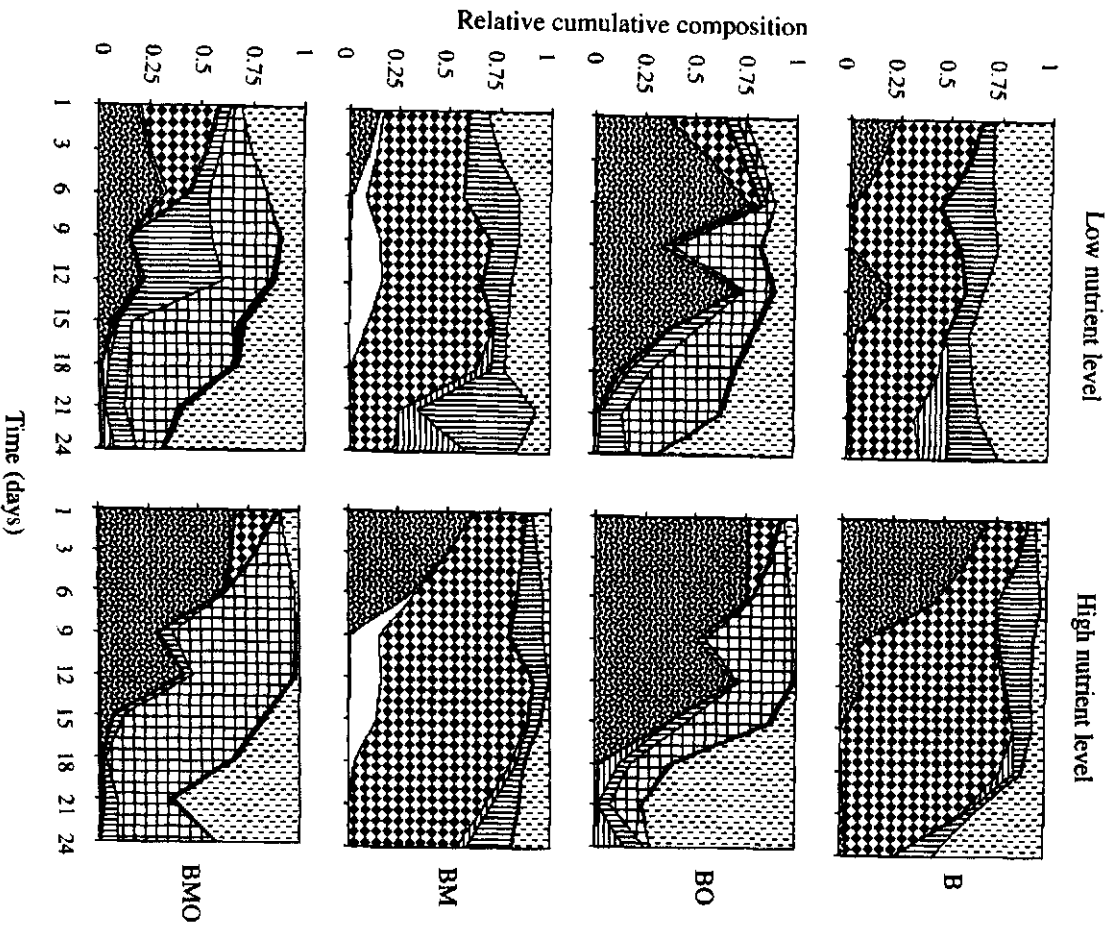 Low nutrient level
High nutrient level
Relative cumulative composition
1
0.75
0.5
0.25
0
B
1
0.75
0.5
0.25
0
BO
1
0.75
0.5
0.25
0
BM
1
0.75
0.5
0.25
0
BMO
1 3 6 9 12 15 18 21 24
1 3 6 9 12 15 18 21 24
Time (days)